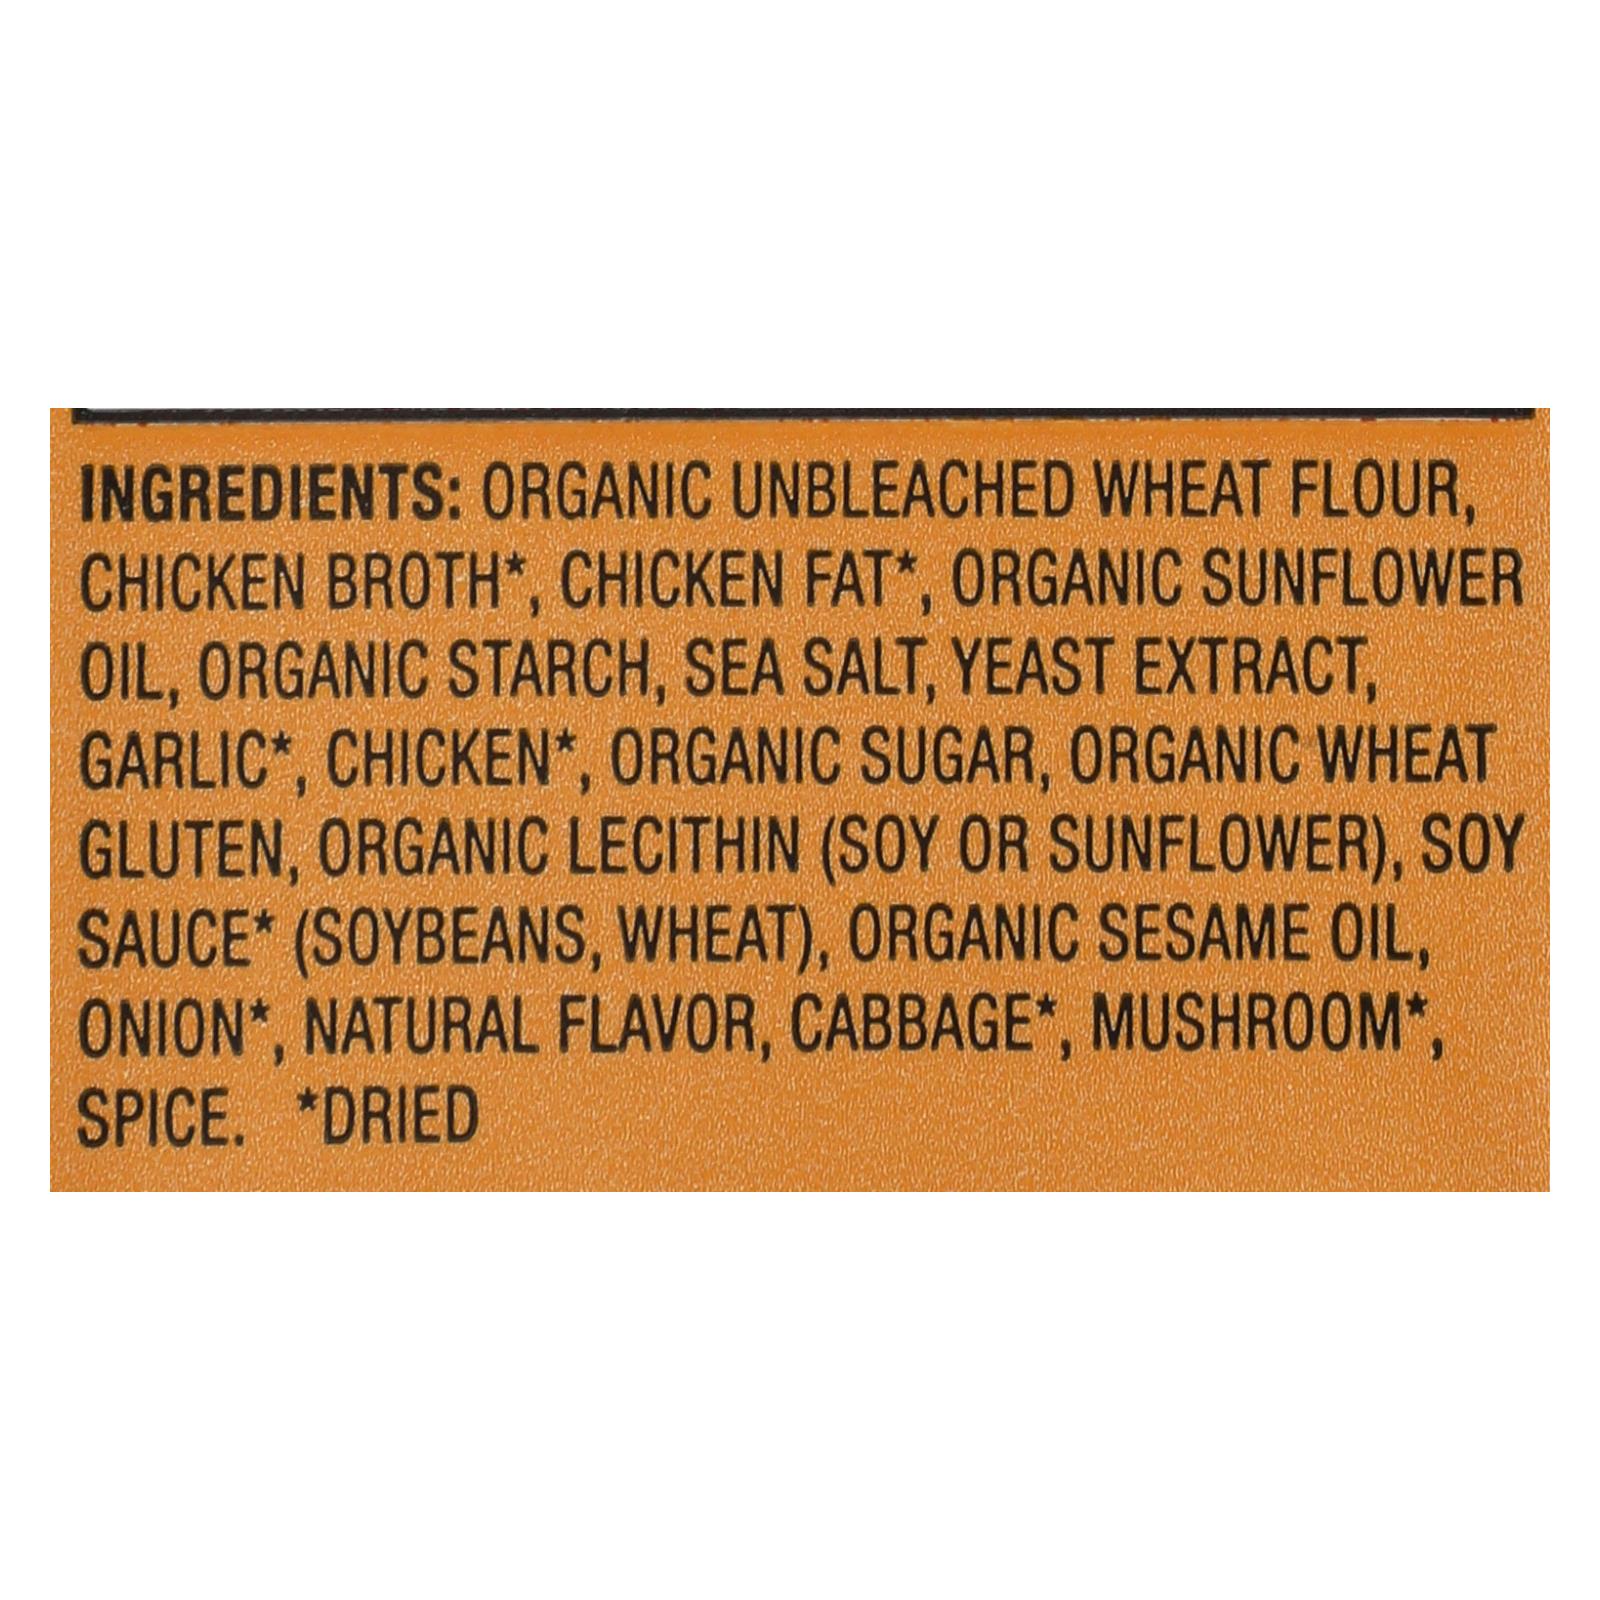 INGREDIENTS: ORGANIC UNBLEACHED WHEAT FLOUR,
CHICKEN BROTH*, CHICKEN FAT*, ORGANIC SUNFLOWER
OIL, ORGANIC STARCH, SEA SALT, YEAST EXTRACT,
GARLIC*, CHICKEN*, ORGANIC SUGAR, ORGANIC WHEAT
GLUTEN, ORGANIC LECITHIN (SOY OR SUNFLOWER), SOY
SAUCE* (SOYBEANS, WHEAT), ORGANIC SESAME OIL,
ONION*, NATURAL FLAVOR, CABBAGE*, MUSHROOM*,
SPICE. *DRIED